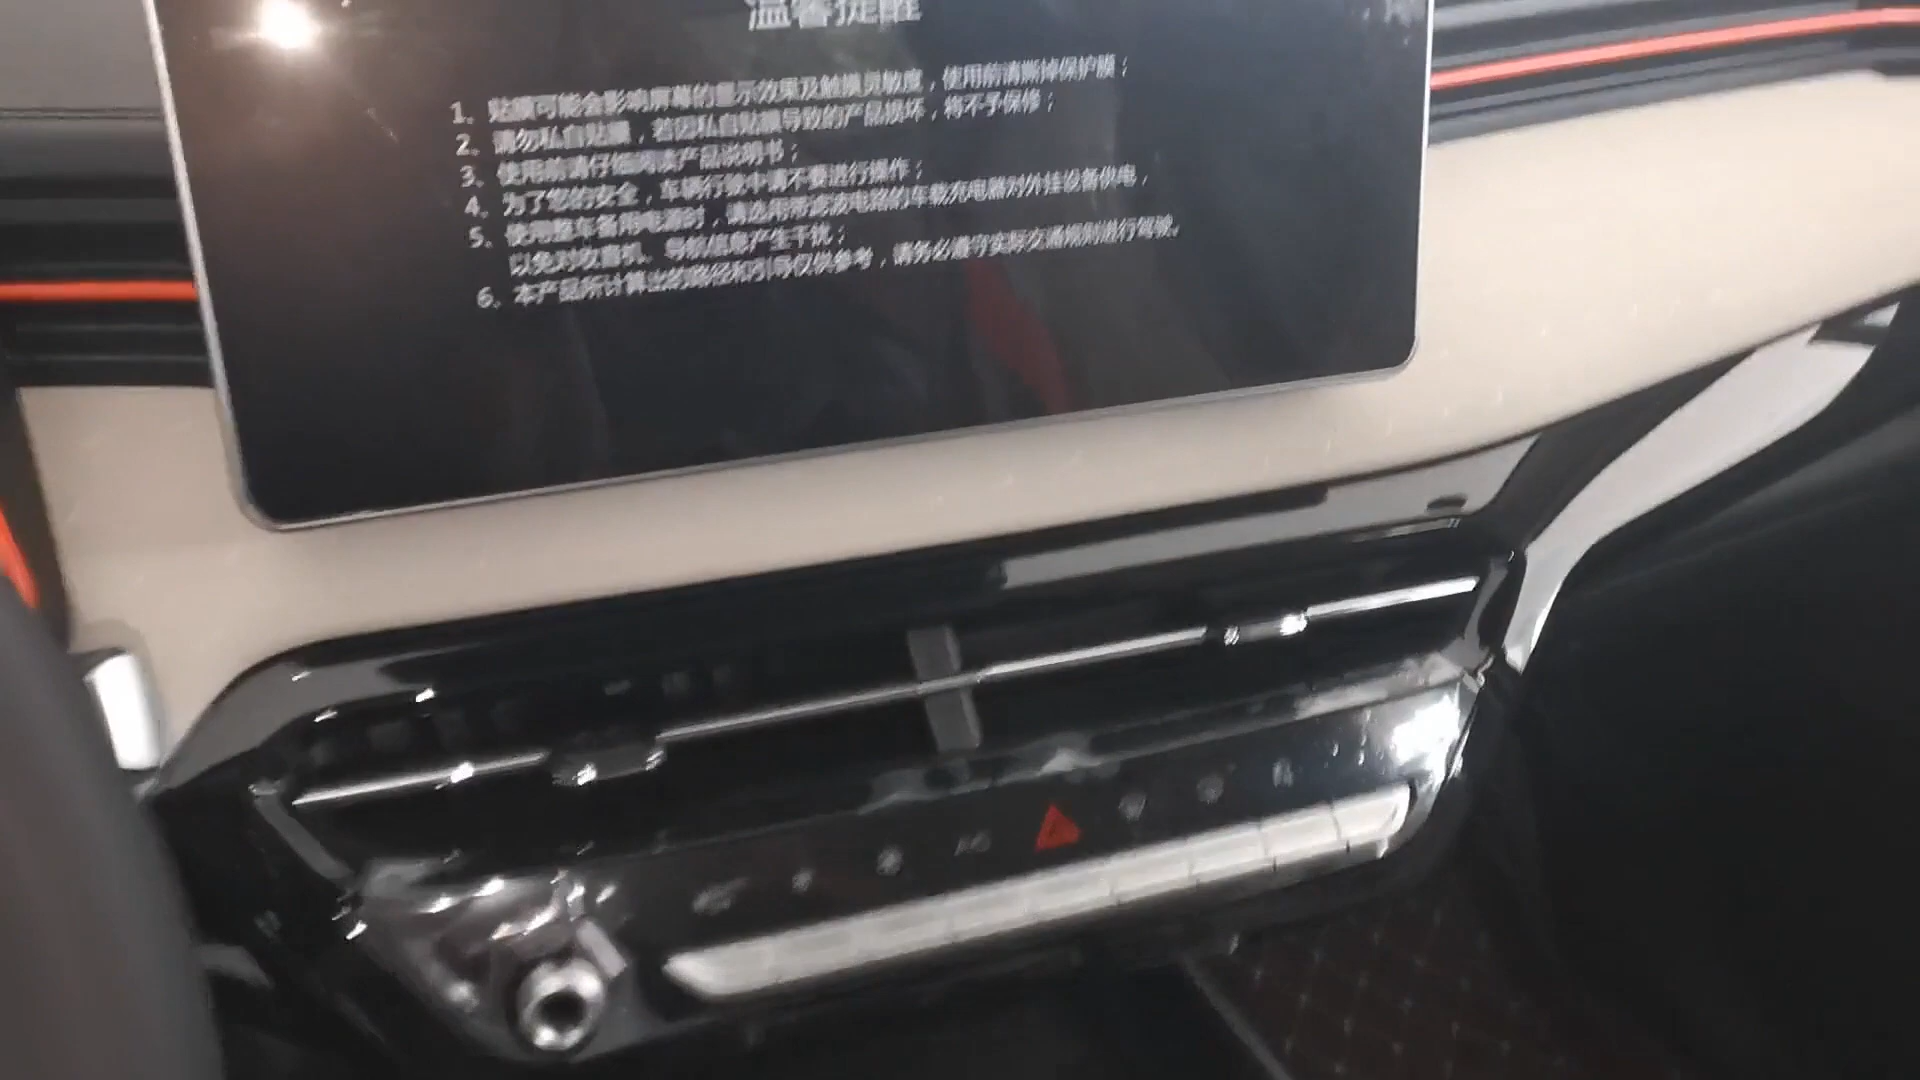 温馨提醒
1、贴膜可能会影响屏幕的显示效果及触摸灵敏度，使用前请撕掉保护膜；
2、请勿私自贴膜，若因私自贴膜导致的产品损坏，将不予保修；
3、使用前请仔细阅读产品说明书；
4、为了您的安全，车辆行驶中请不要进行操作；
5、使用整车备用电源时，请选用带滤波电路的车载充电器对外挂设备供电，
以免对收音机、导航信息产生干扰；
6、本产品所计算出的路径和引导仅供参考，请务必遵守实际交通规则进行驾驶。